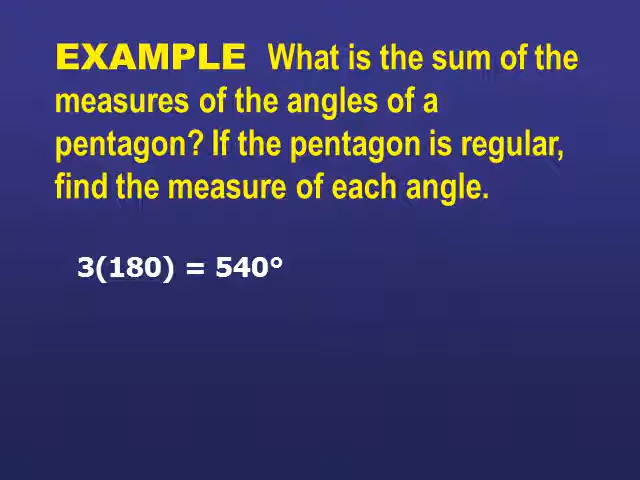 EXAMPLE What is the sum of the
measures of the angles of a
pentagon? If the pentagon is regular,
find the measure of each angle.
3(180) = 540°